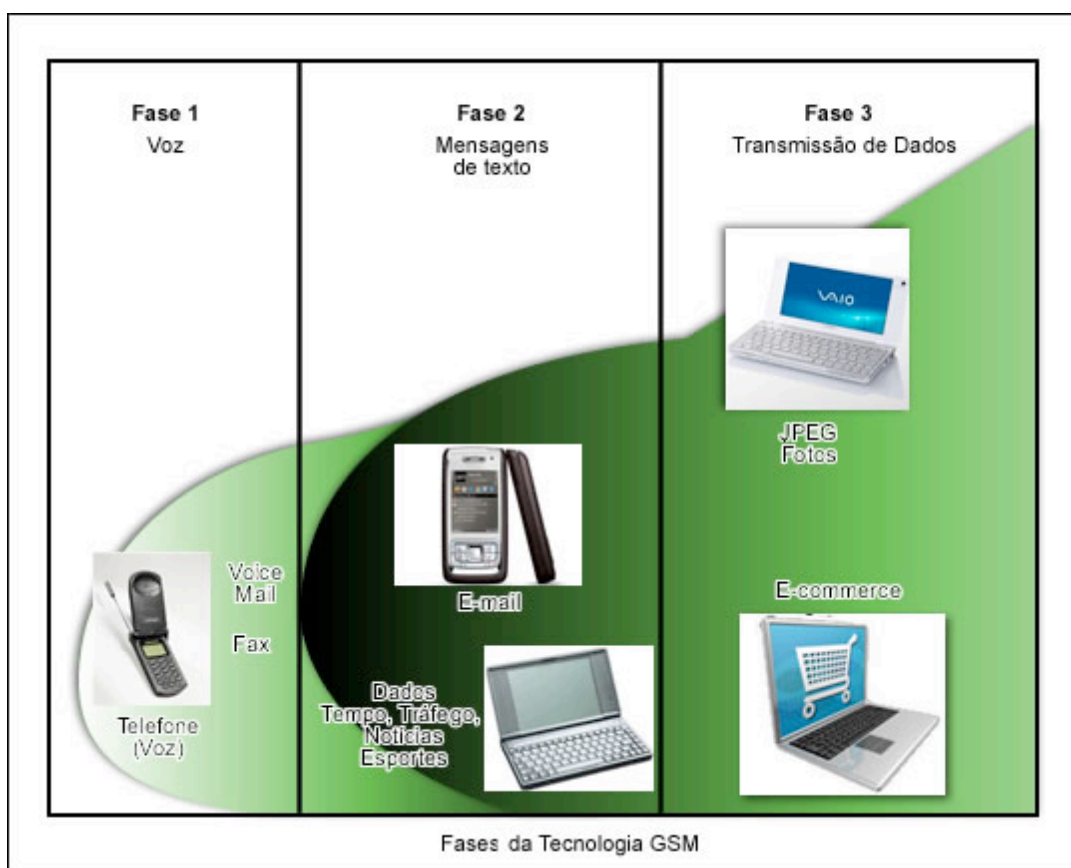 Fase 1
Voz
Fase 2
Mensagens
de texto
Fase 3
Transmissão de Dados
VAIO
JPEG
Fotos
Voice
Mail
Fax
Telefone
(Voz)
E-mail
Dados
Tempo, Tráfego,
Notícias
Esportes
E-commerce
Fases da Tecnologia GSM